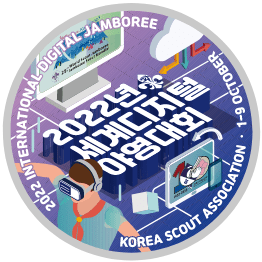 2022 INTERNATIONAL DIGITAL JAMBOREE
2022년
세계디지털
야영대회
KOREA SCOUT ASSOCIATION · 1-9 OCTOBER